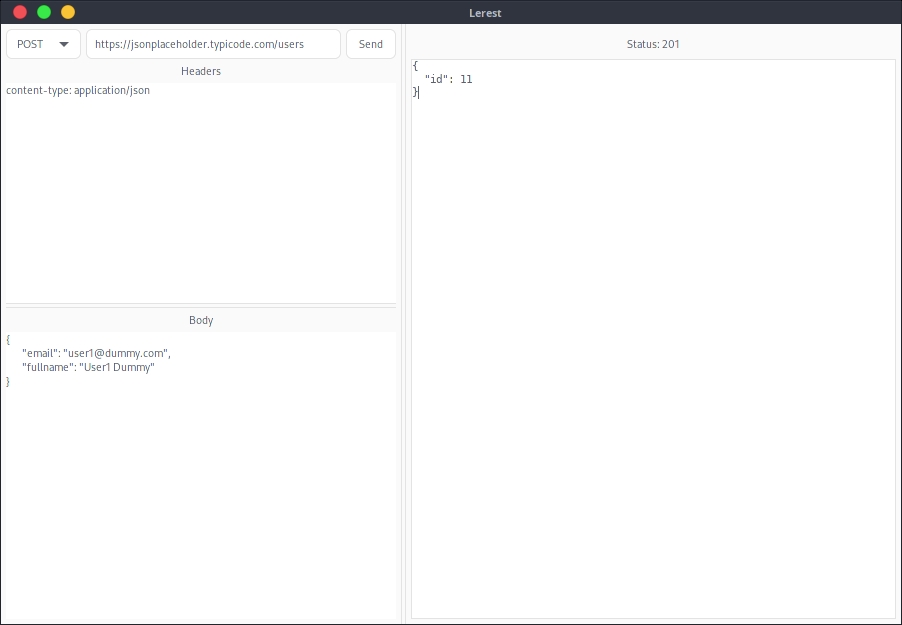 Lerest
POST
https://jsonplaceholder.typicode.com/users
Send
Headers
content-type: application/json
Body
{
"email": "user1@dummy.com",
"fullname": "User1 Dummy"
}
Status: 201
{
"id": 11
}